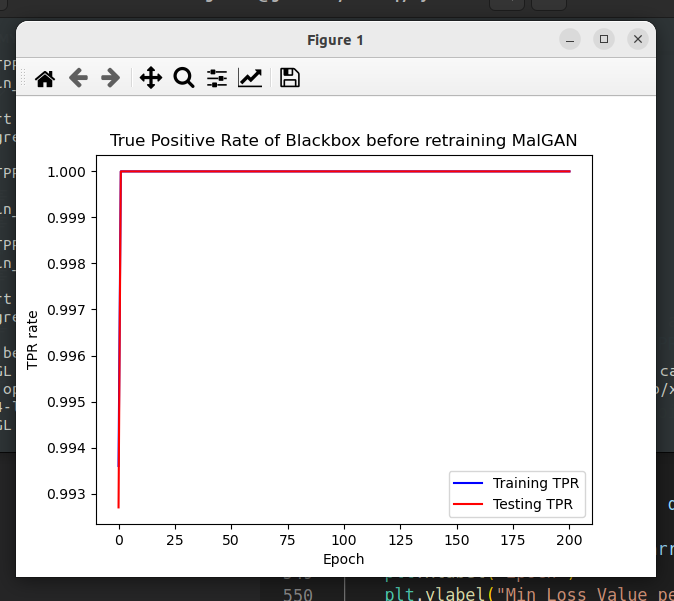 Figure 1
True Positive Rate of Blackbox before retraining MalGAN
1.000
0.999
0.998
0.997
0.996
0.995
0.994
0.993
TPR rate
0 25 50 75 100 125 150 175 200
Epoch
Training TPR
Testing TPR
550 plt.ylabel("Min Loss Value pe